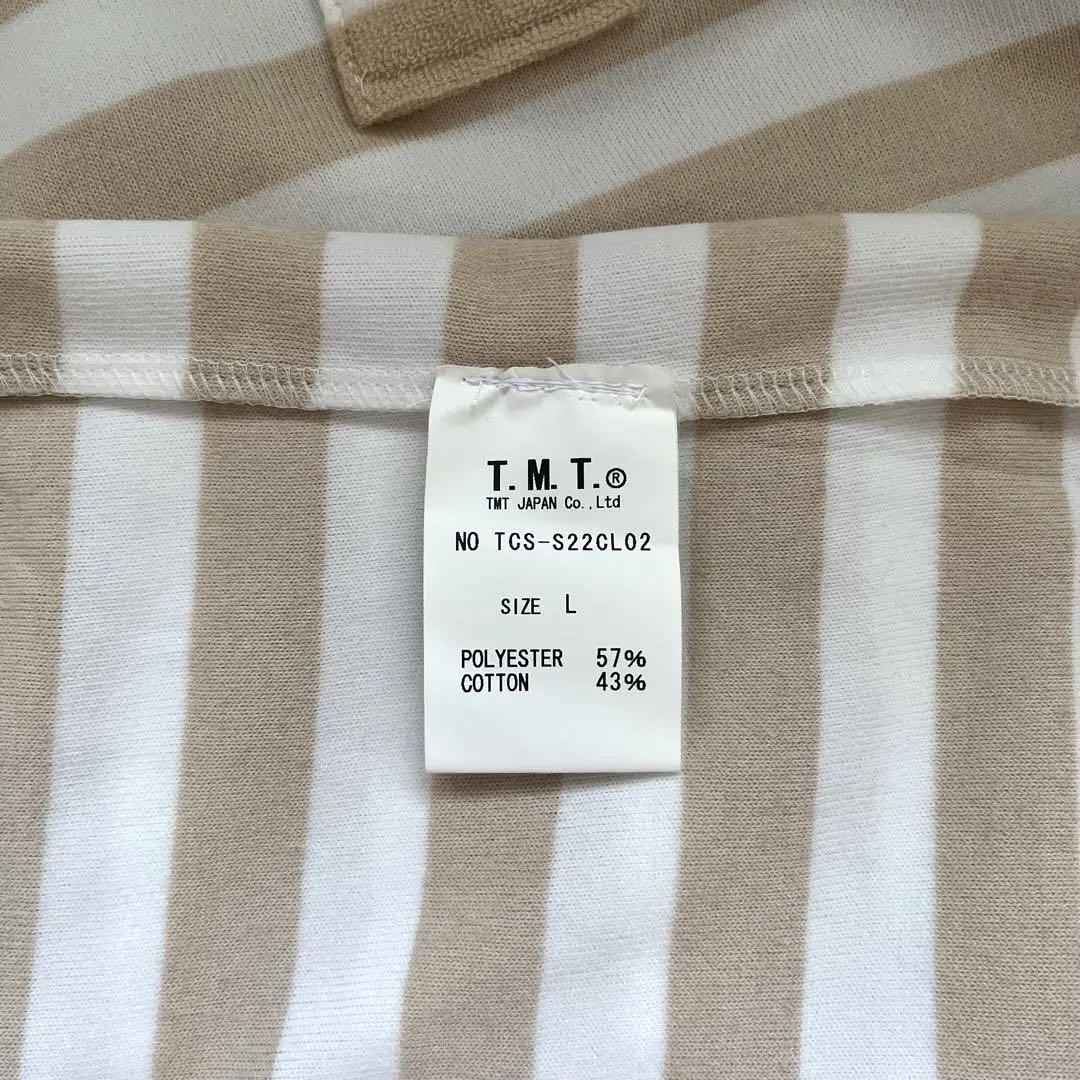 T.M.T.®
TMT JAPAN Co.,Ltd
NO TCS-S22CL02
SIZE L
POLYESTER 57%
COTTON 43%